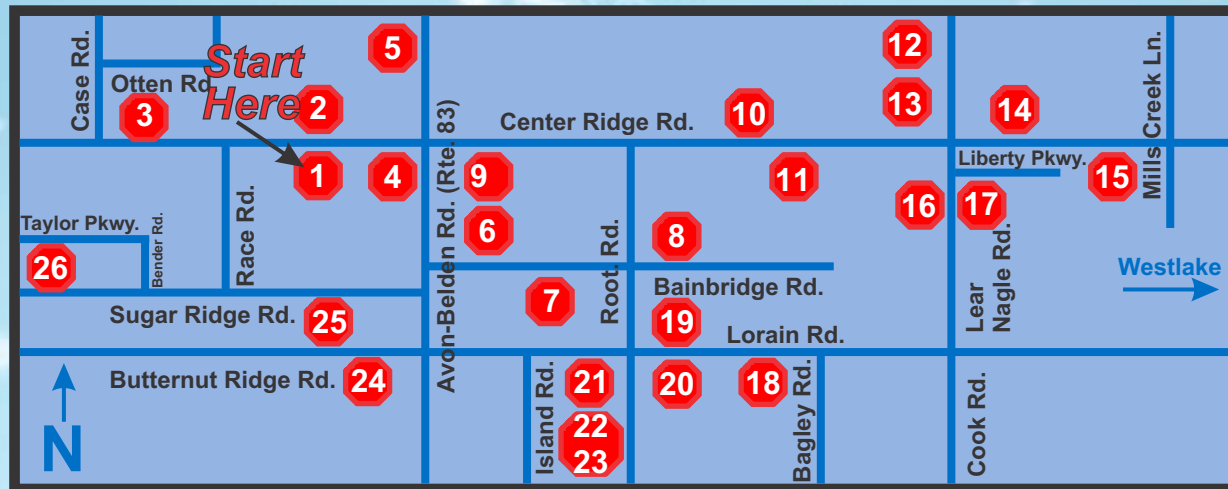 Case Rd.
Otten Rd
Start
Here
3
2
5
12
13
10
14
Center Ridge Rd.
Mills Creek Ln.
1
4
9
11
Liberty Pkwy.
15
Race Rd.
Avon-Belden Rd. (Rte. 83)
6
8
16
17
Taylor Pkwy.
Bender Rd.
26
Root. Rd.
Bainbridge Rd.
Lear
Nagle Rd.
Westlake
7
Sugar Ridge Rd.
25
19
Lorain Rd.
Butternut Ridge Rd.
24
Island Rd.
21
20
18
Bagley Rd.
Cook Rd.
22
23
N